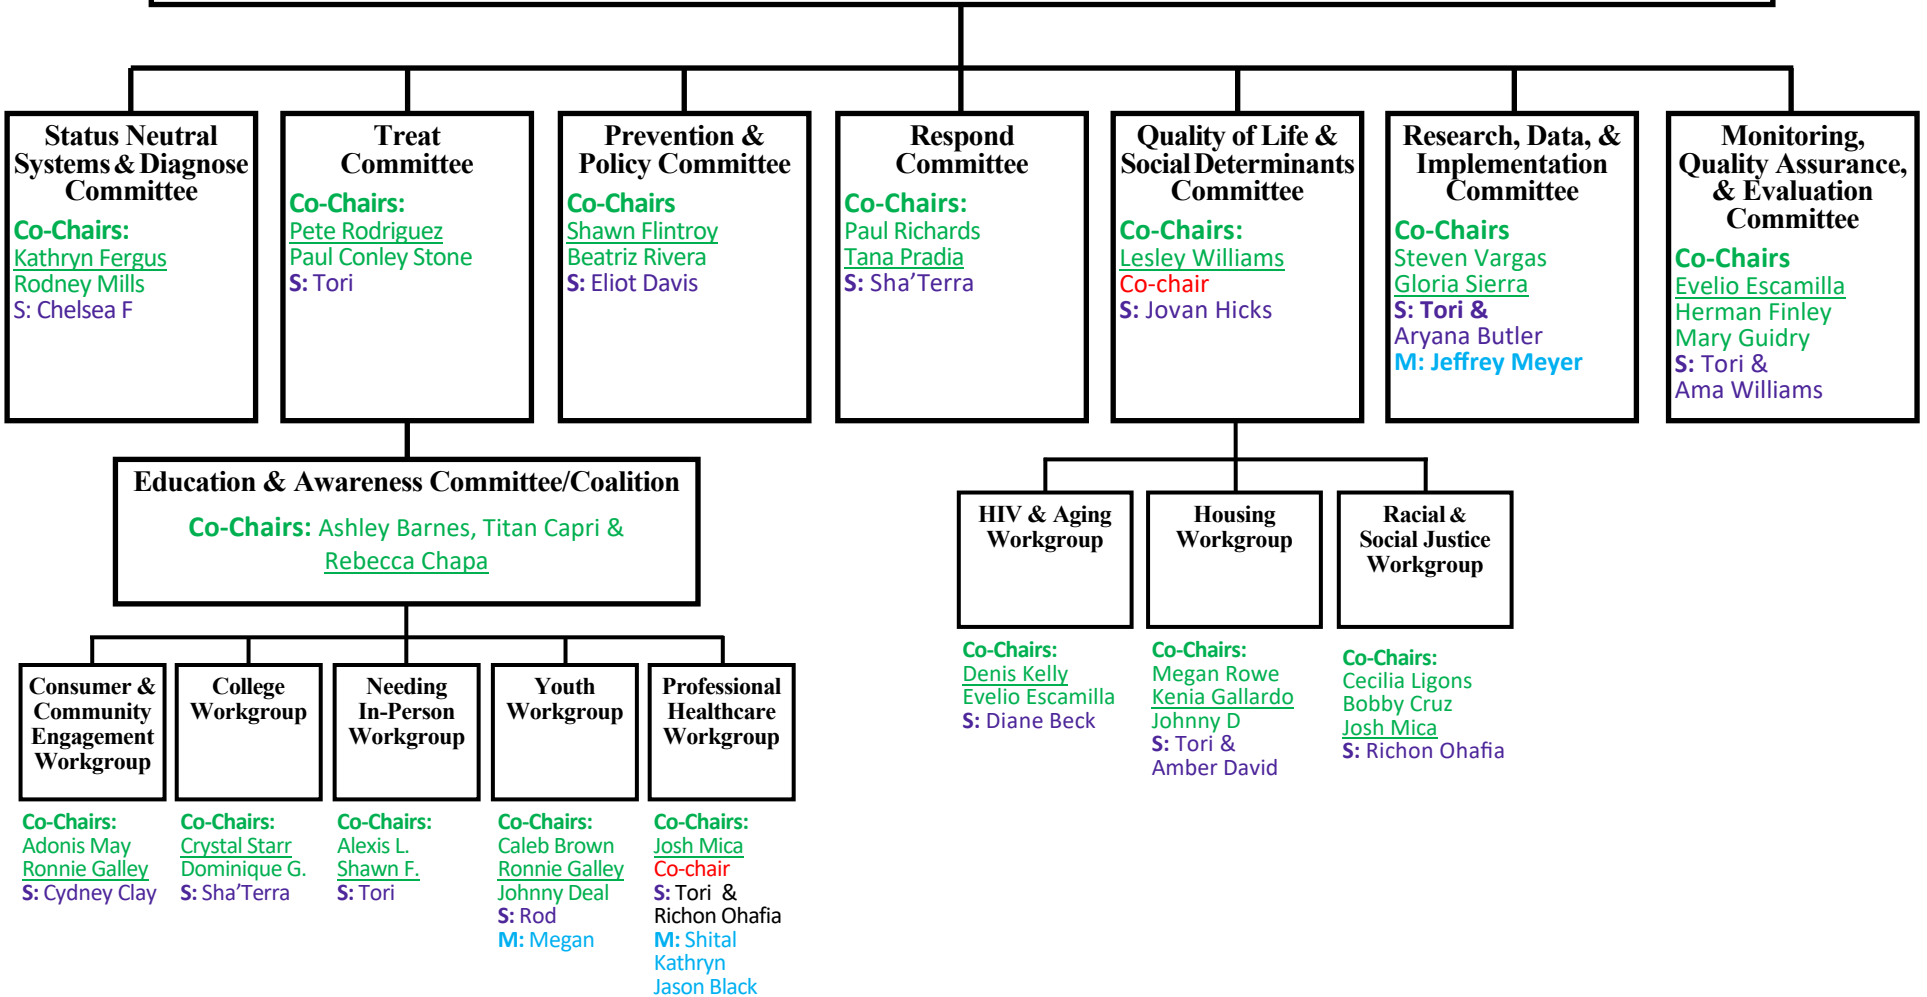 Status Neutral
Systems & Diagnose
Committee
Co-Chairs:
Kathryn Fergus
Rodney Mills
S: Chelsea F
Treat
Committee
Co-Chairs:
Pete Rodriguez
Paul Conley Stone
S: Tori
Prevention &
Policy Committee
Co-Chairs
Shawn Flintroy
Beatriz Rivera
S: Eliot Davis
Respond
Committee
Co-Chairs:
Paul Richards
Tana Pradia
S: Sha’Terra
Quality of Life &
Social Determinants
Committee
Co-Chairs:
Lesley Williams
Co-chair
S: Jovan Hicks
Research, Data, &
Implementation
Committee
Co-Chairs
Steven Vargas
Gloria Sierra
S: Tori &
Aryana Butler
M: Jeffrey Meyer
Monitoring,
Quality Assurance,
& Evaluation
Committee
Co-Chairs
Evelio Escamilla
Herman Finley
Mary Guidry
S: Tori &
Ama Williams
Education & Awareness Committee/Coalition
Co-Chairs: Ashley Barnes, Titan Capri &
Rebecca Chapa
HIV & Aging
Workgroup
Co-Chairs:
Denis Kelly
Evelio Escamilla
S: Diane Beck
Housing
Workgroup
Co-Chairs:
Megan Rowe
Kenia Gallardo
Johnny D
S: Tori &
Amber David
Racial &
Social Justice
Workgroup
Co-Chairs:
Cecilia Ligons
Bobby Cruz
Josh Mica
S: Richon Ohafia
Consumer &
Community
Engagement
Workgroup
Co-Chairs:
Adonis May
Ronnie Galley
S: Cydney Clay
College
Workgroup
Co-Chairs:
Crystal Starr
Dominique G.
S: Sha’Terra
Needing
In-Person
Workgroup
Co-Chairs:
Alexis L.
Shawn F.
S: Tori
Youth
Workgroup
Co-Chairs:
Caleb Brown
Ronnie Galley
Johnny Deal
S: Rod
M: Megan
Professional
Healthcare
Workgroup
Co-Chairs:
Josh Mica
Co-chair
S: Tori &
Richon Ohafia
M: Shital
Kathryn
Jason Black